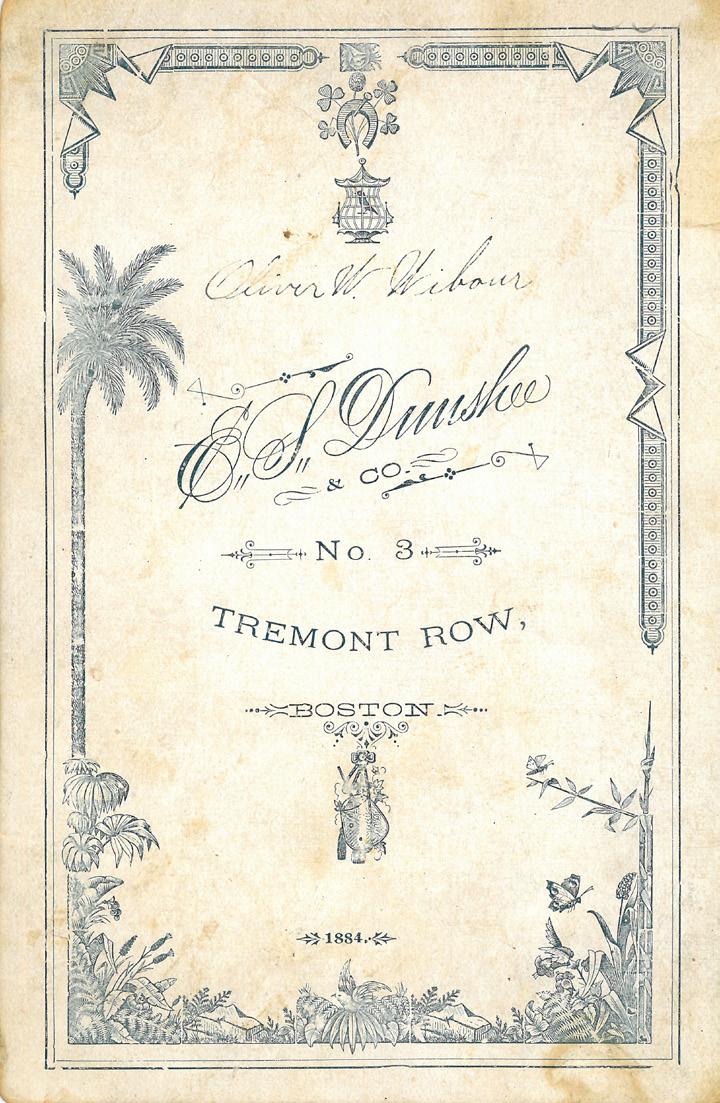 Oliver W. Wibour
E. S. Dunshee
& CO.
No. 3
TREMONT ROW,
BOSTON.
1884.